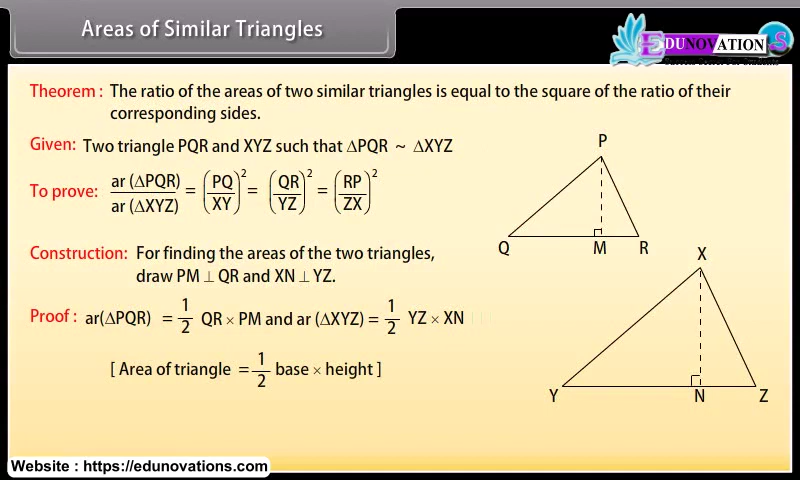 Areas of Similar Triangles
EDUNOVATIONS
Theorem : The ratio of the areas of two similar triangles is equal to the square of the ratio of their
corresponding sides.
Given: Two triangle PQR and XYZ such that ΔPQR ~ ΔXYZ
To prove: ar (ΔPQR)/ar (ΔXYZ) = (PQ/XY)² = (QR/YZ)² = (RP/ZX)²
Construction: For finding the areas of the two triangles,
draw PM ⊥ QR and XN ⊥ YZ.
Proof : ar(ΔPQR) = 1/2 QR × PM and ar (ΔXYZ) = 1/2 YZ × XN
[ Area of triangle = 1/2 base × height ]
P
Q M R
X
Y N Z
Website : https://edunovations.com